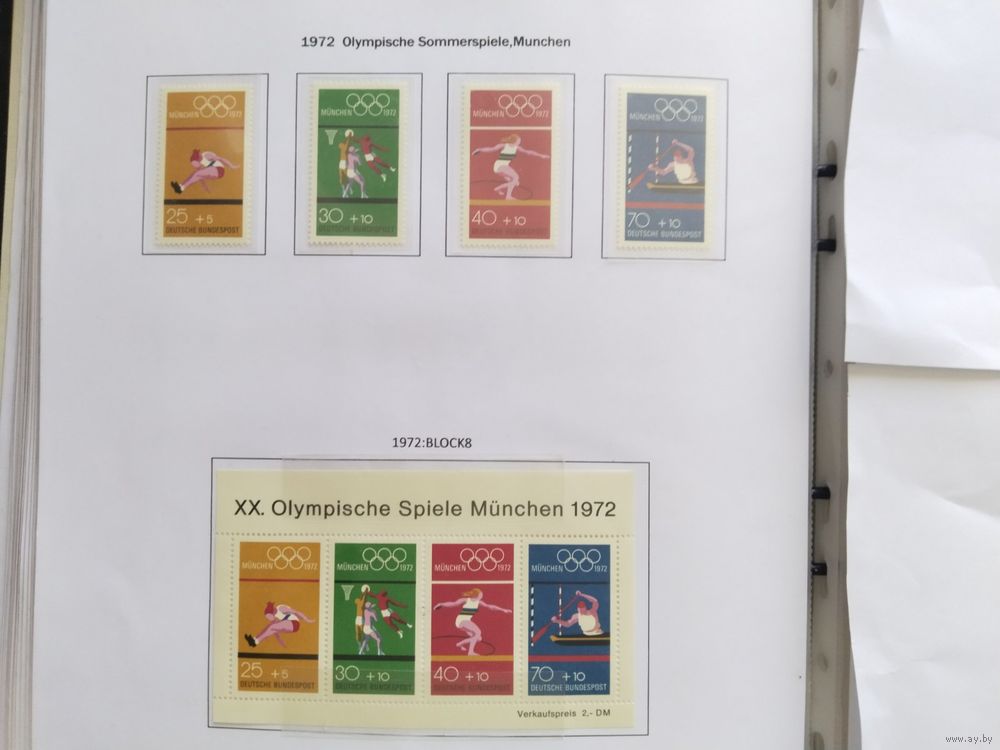 1972 Olympische Sommerspiele,Munchen
MÜNCHEN 1972
25 +5
DEUTSCHE BUNDESPOST
MÜNCHEN 1972
30 +10
DEUTSCHE BUNDESPOST
MÜNCHEN 1972
40 +10
DEUTSCHE BUNDESPOST
MÜNCHEN 1972
70 +10
DEUTSCHE BUNDESPOST
1972:BLOCK8
XX. Olympische Spiele München 1972
MÜNCHEN 1972
25 +5
DEUTSCHE BUNDESPOST
MÜNCHEN 1972
30 +10
DEUTSCHE BUNDESPOST
MÜNCHEN 1972
40 +10
DEUTSCHE BUNDESPOST
MÜNCHEN 1972
70 +10
DEUTSCHE BUNDESPOST
Verkaufspreis 2,- DM
www.ay.by